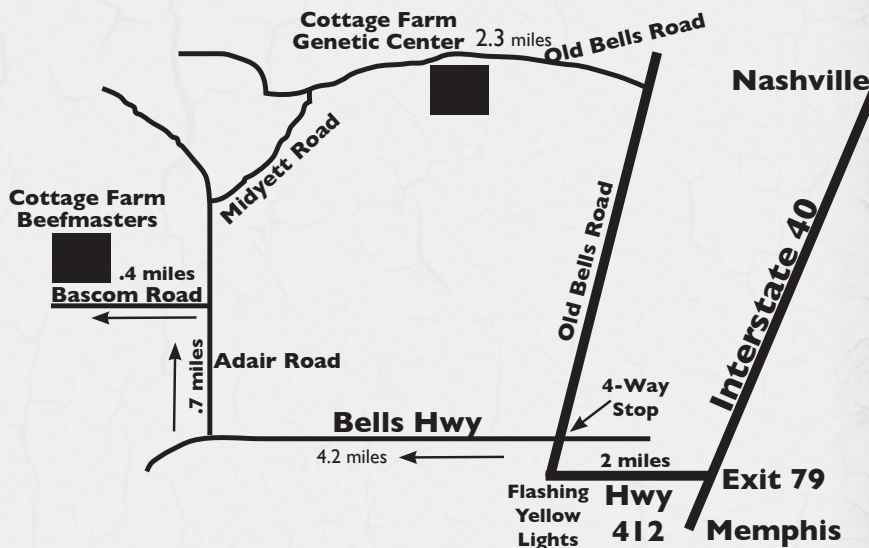 Cottage Farm
Genetic Center
2.3 miles
Old Bells Road
Nashville
Midyett Road
Cottage Farm
Beefmasters
.4 miles
Bascom Road
Old Bells Road
Interstate 40
.7 miles
Adair Road
4-Way
Stop
Bells Hwy
4.2 miles
2 miles
Exit 79
Flashing
Yellow
Lights
Hwy
412
Memphis